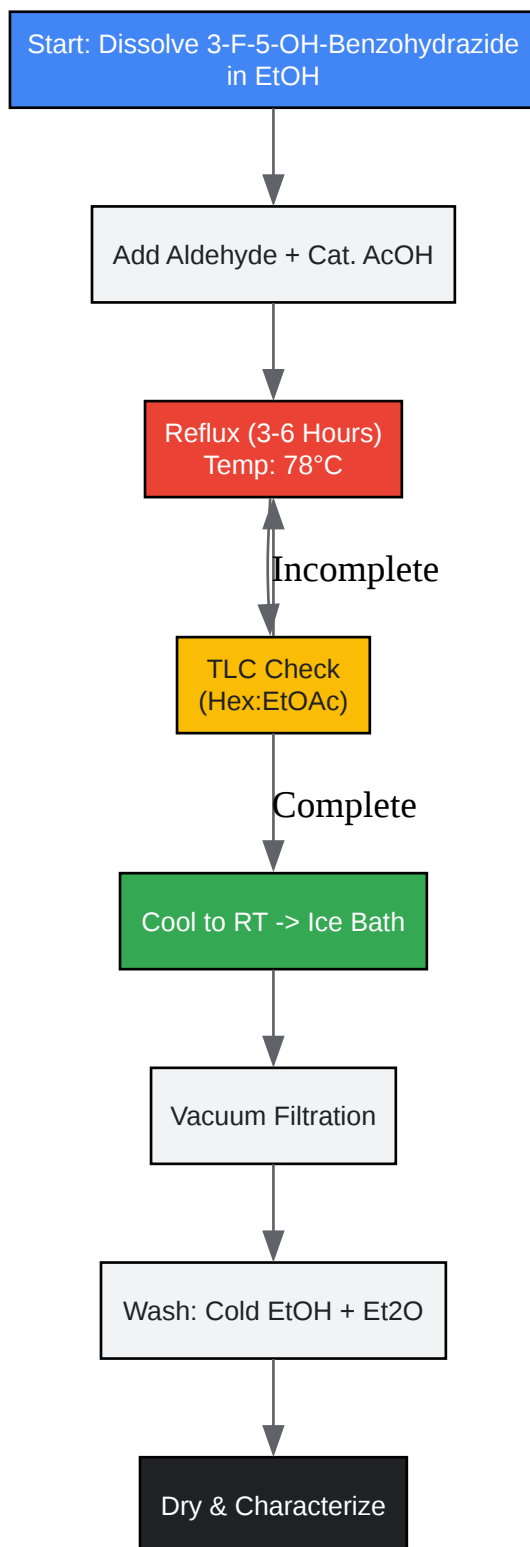 Start: Dissolve 3-F-5-OH-Benzohydrazide
in EtOH
Add Aldehyde + Cat. AcOH
Reflux (3-6 Hours)
Temp: 78°C
Incomplete
TLC Check
(Hex:EtOAc)
Complete
Cool to RT -> Ice Bath
Vacuum Filtration
Wash: Cold EtOH + Et2O
Dry & Characterize